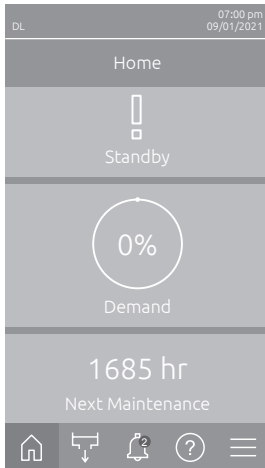 07:00 pm
DL 09/01/2021
Home
Standby
0%
Demand
1685 hr
Next Maintenance
2
?